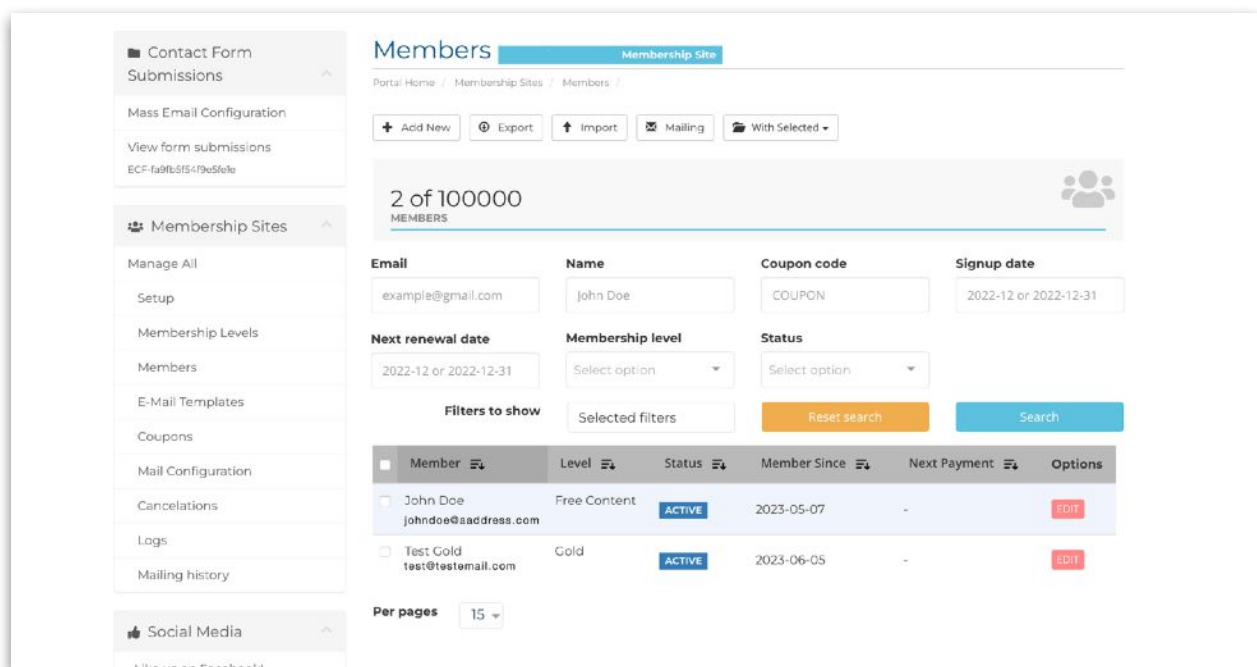 Contact Form
Submissions
Mass Email Configuration
View form submissions
Membership Sites
Manage All
Setup
Membership Levels
Members
E-Mail Templates
Coupons
Mail Configuration
Cancelations
Logs
Mailing history
Social Media
Members
Membership Site
Portal Home / Membership Sites / Members /
Add New
Export
Import
Mailing
With Selected
2 of 100000
MEMBERS
Email Name Coupon code Signup date
example@gmail.com John Doe COUPON 2022-12 or 2022-12-31
Next renewal date Membership level Status
2022-12 or 2022-12-31 Select option Select option
Filters to show Selected filters Reset search Search
Member Level Status Member Since Next Payment Options
John Doe Free Content ACTIVE 2023-05-07 - EDIT
johndoe@aaddress.com
Test Gold Gold ACTIVE 2023-06-05 - EDIT
test@testemail.com
Per pages 15